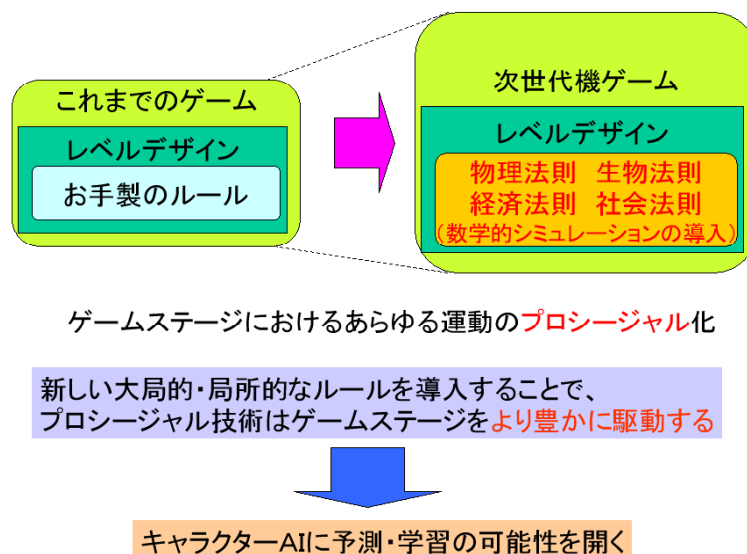 これまでのゲーム
レベルデザイン
お手製のルール
次世代機ゲーム
レベルデザイン
物理法則 生物法則
経済法則 社会法則
(数学的シミュレーションの導入)
ゲームステージにおけるあらゆる運動のプロシージャル化
新しい大局的・局所的なルールを導入することで、
プロシージャル技術はゲームステージをより豊かに駆動する
キャラクターAIに予測・学習の可能性を開く